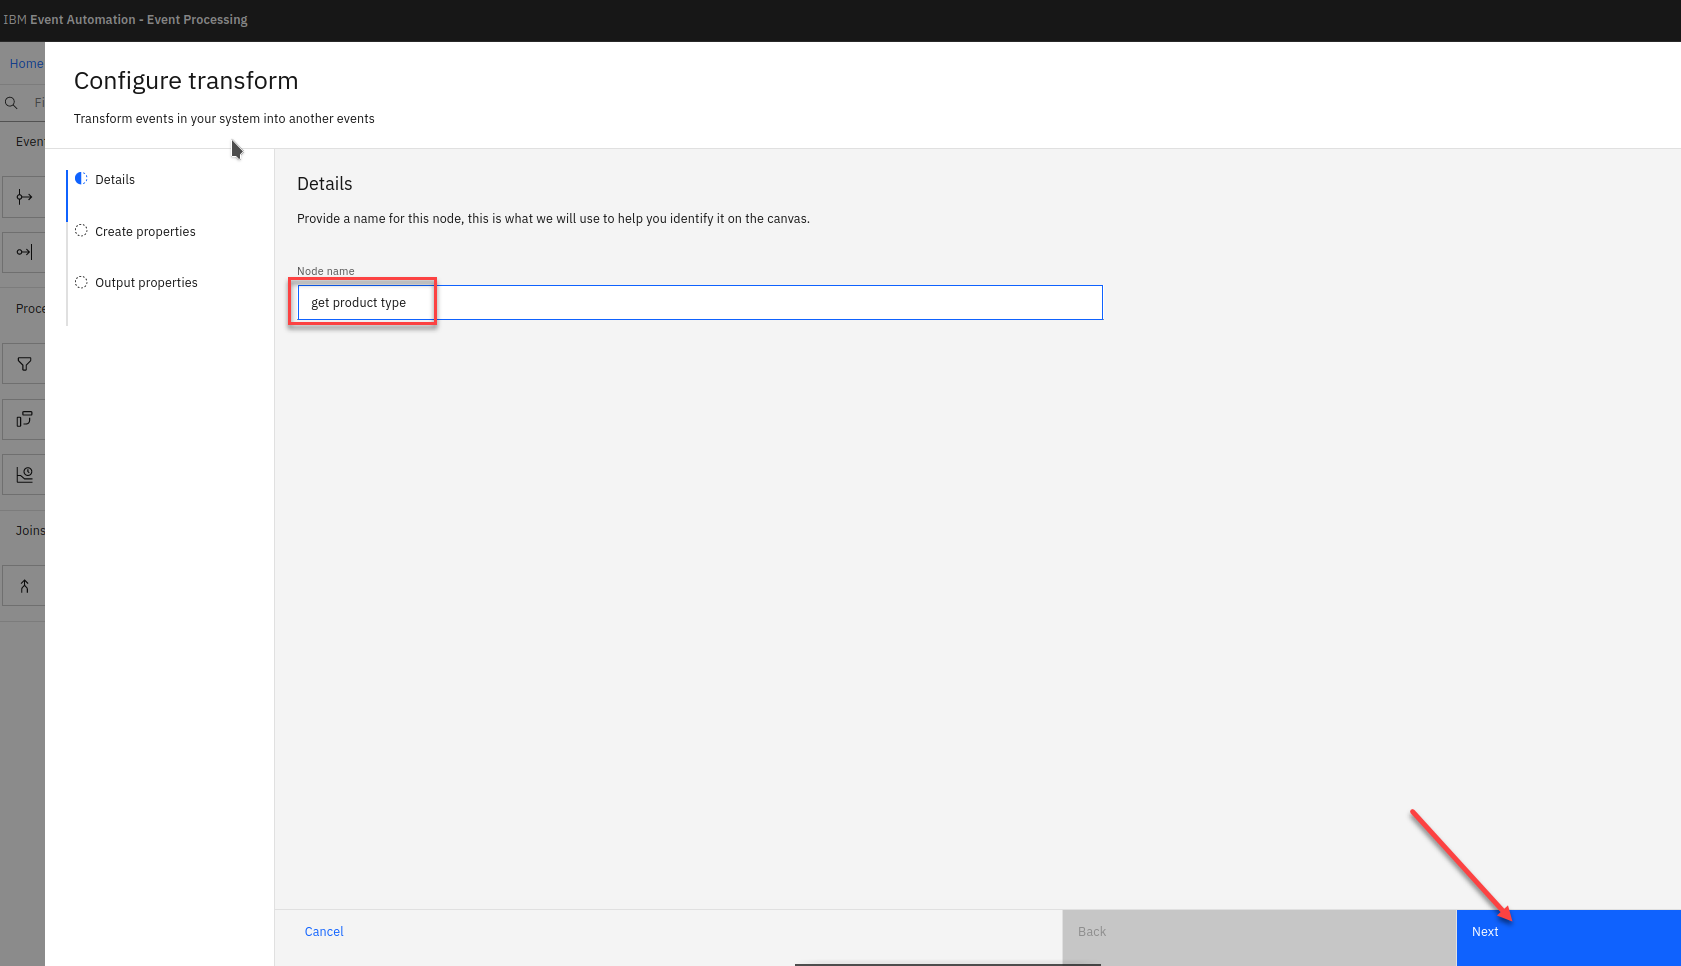 IBM Event Automation - Event Processing
Home
Fi
Even
Proce
Joins
Configure transform
Transform events in your system into another events
Details
Create properties
Output properties
Details
Provide a name for this node, this is what we will use to help you identify it on the canvas.
Node name
get product type
Cancel
Back
Next